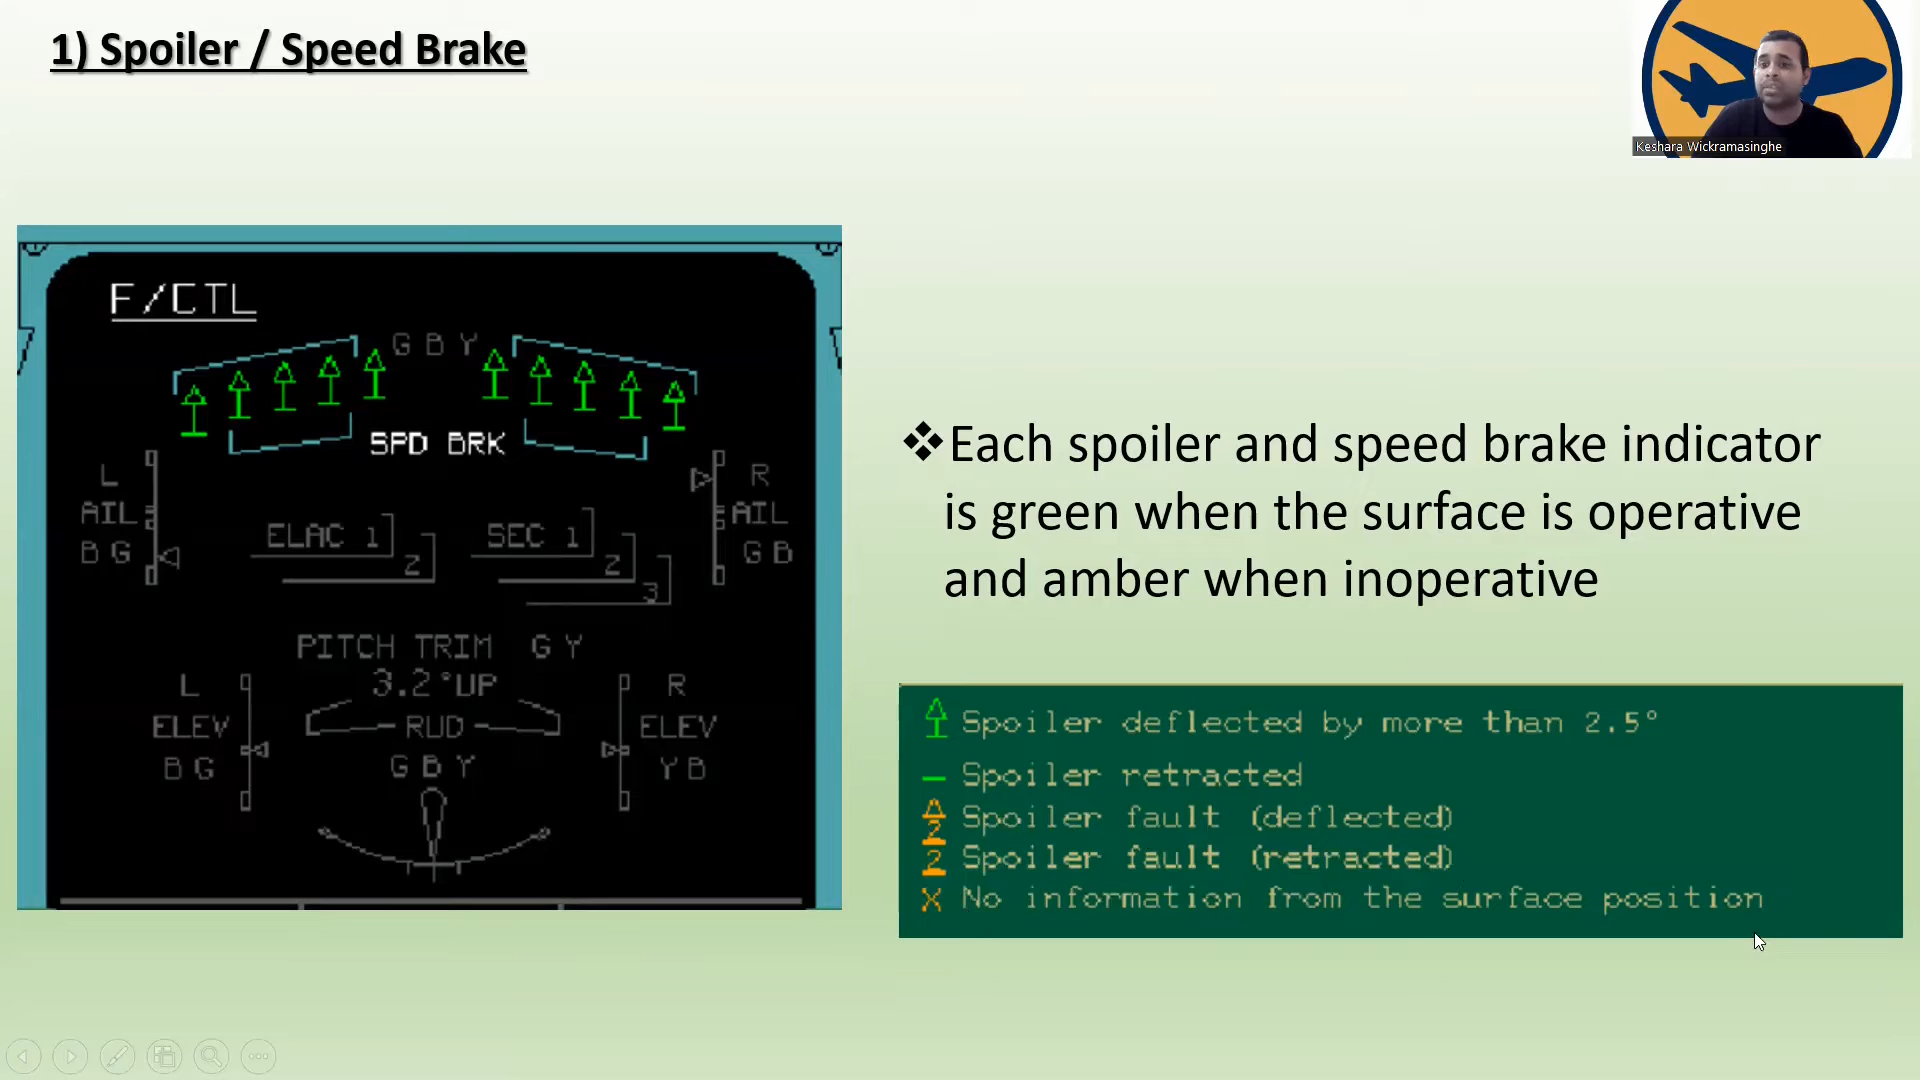 1) Spoiler / Speed Brake
Keshara Wickramasinghe
F/CTL
G B Y
SPD BRK
L
AIL
B G
R
AIL
G B
ELAC 1
2
SEC 1
2
3
PITCH TRIM G Y
3.2°UP
L
ELEV
B G
RUD
G B Y
R
ELEV
Y B
❖Each spoiler and speed brake indicator
is green when the surface is operative
and amber when inoperative
Spoiler deflected by more than 2.5°
Spoiler retracted
2 Spoiler fault (deflected)
2 Spoiler fault (retracted)
X No information from the surface position